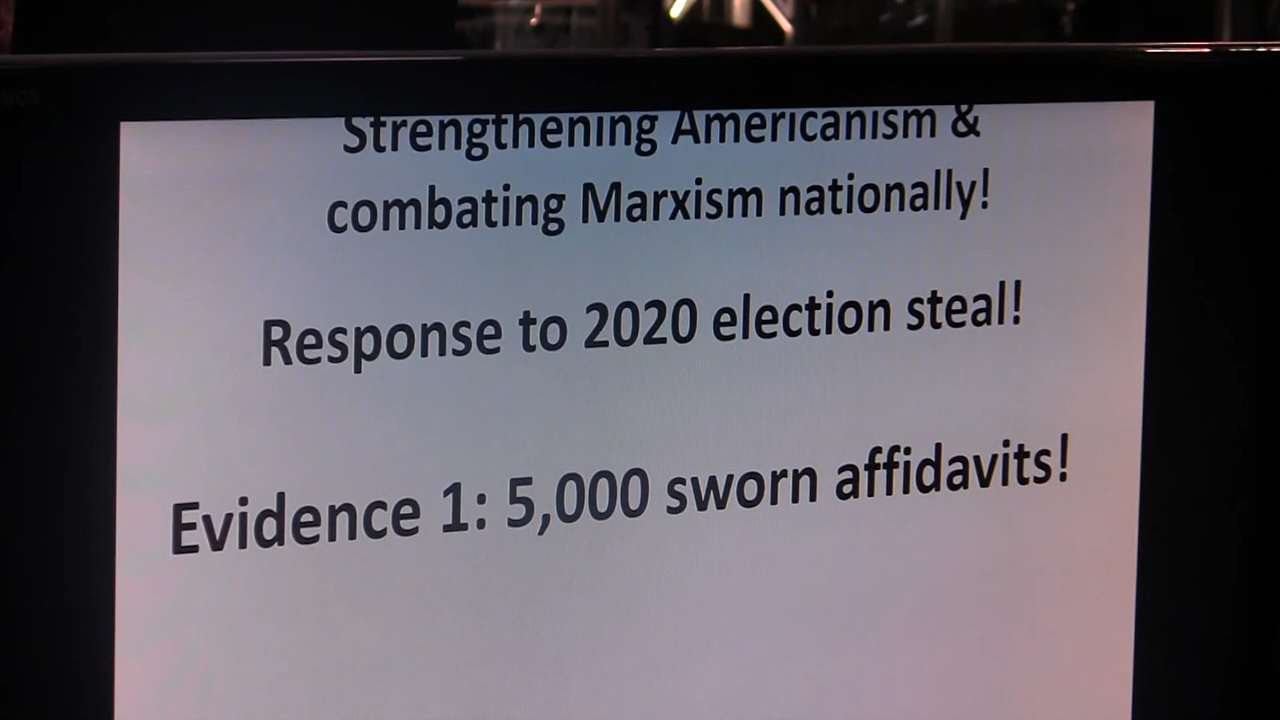 Strengthening Americanism &
combating Marxism nationally!
Response to 2020 election steal!
Evidence 1: 5,000 sworn affidavits!